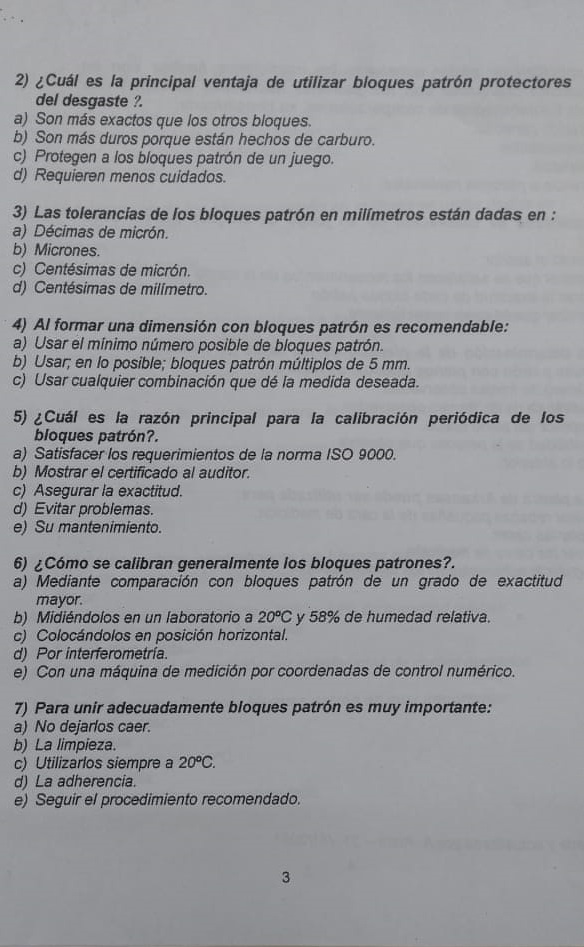 2) ¿Cuál es la principal ventaja de utilizar bloques patrón protectores
del desgaste ?.
a) Son más exactos que los otros bloques.
b) Son más duros porque están hechos de carburo.
c) Protegen a los bloques patrón de un juego.
d) Requieren menos cuidados.
3) Las tolerancias de los bloques patrón en milímetros están dadas en :
a) Décimas de micrón.
b) Micrones.
c) Centésimas de micrón.
d) Centésimas de milímetro.
4) Al formar una dimensión con bloques patrón es recomendable:
a) Usar el mínimo número posible de bloques patrón.
b) Usar; en lo posible; bloques patrón múltiplos de 5 mm.
c) Usar cualquier combinación que dé la medida deseada.
5) ¿Cuál es la razón principal para la calibración periódica de los
bloques patrón?.
a) Satisfacer los requerimientos de la norma ISO 9000.
b) Mostrar el certificado al auditor.
c) Asegurar la exactitud.
d) Evitar problemas.
e) Su mantenimiento.
6) ¿Cómo se calibran generalmente los bloques patrones?.
a) Mediante comparación con bloques patrón de un grado de exactitud
mayor.
b) Midiéndolos en un laboratorio a 20ºC y 58% de humedad relativa.
c) Colocándolos en posición horizontal.
d) Por interferometría.
e) Con una máquina de medición por coordenadas de control numérico.
7) Para unir adecuadamente bloques patrón es muy importante:
a) No dejarlos caer.
b) La limpieza.
c) Utilizarlos siempre a 20ºC.
d) La adherencia.
e) Seguir el procedimiento recomendado.
3